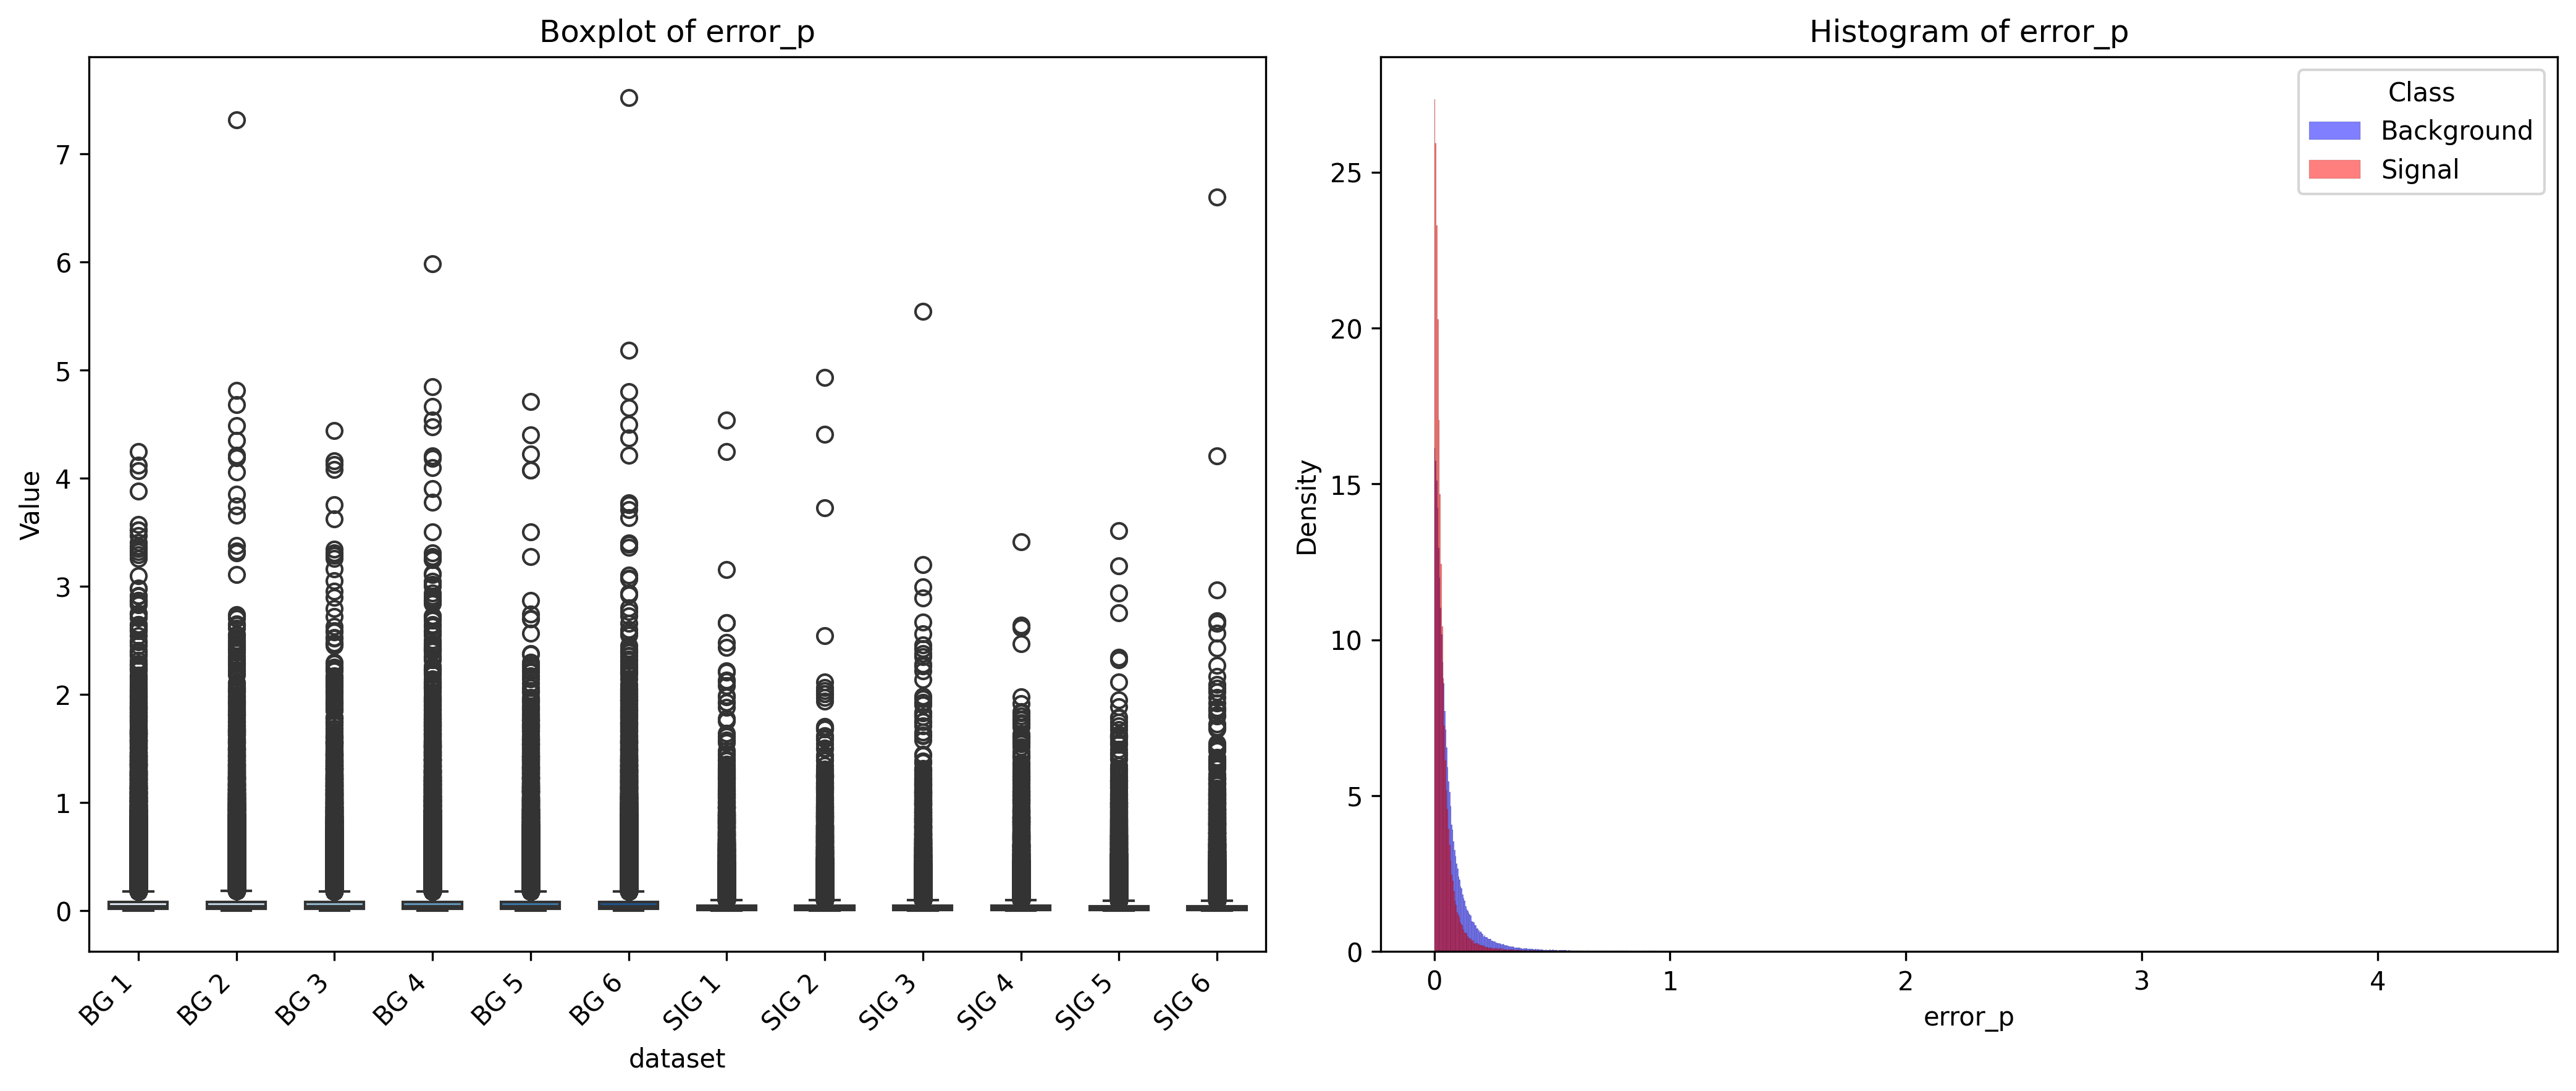 Boxplot of error_p
Value
7
6
5
4
3
2
1
0
BG 1
BG 2
BG 3
BG 4
BG 5
BG 6
SIG 1
SIG 2
SIG 3
SIG 4
SIG 5
SIG 6
dataset
Histogram of error_p
Class
Background
Signal
Density
25
20
15
10
5
0
0
1
2
3
4
error_p